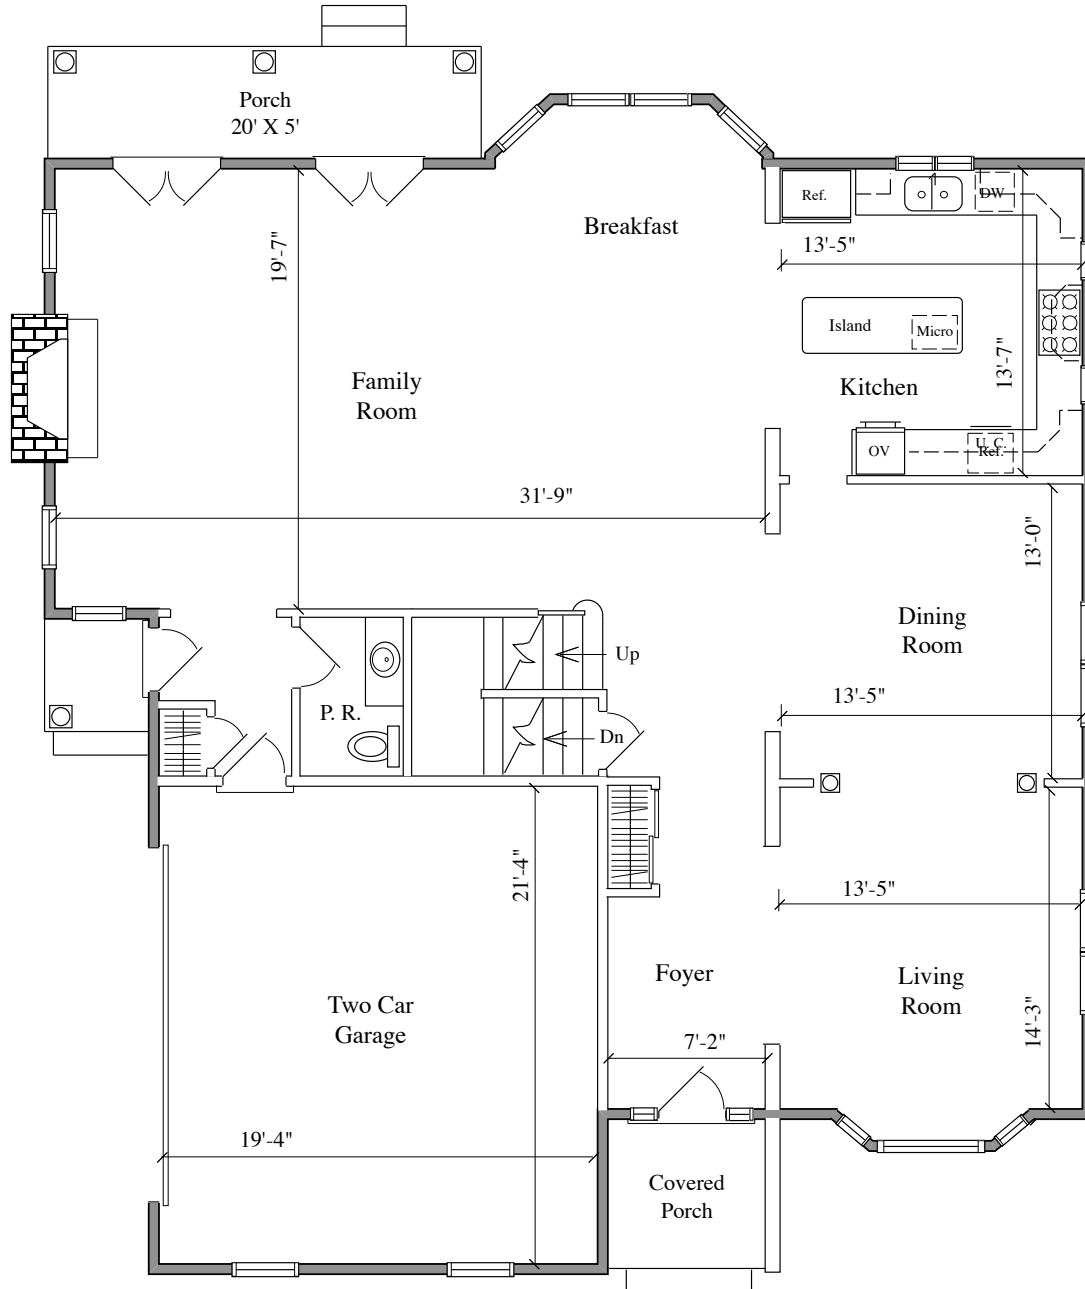 Porch
20' X 5'
Breakfast
Ref.
DW
13'-5"
19'-7"
Island
Micro
13'-7"
Family
Room
Kitchen
OV
U. C.
Ref.
31'-9"
13'-0"
Dining
Room
Up
13'-5"
P. R.
Dn
21'-4"
13'-5"
Foyer
Living
Room
Two Car
Garage
14'-3"
7'-2"
19'-4"
Covered
Porch